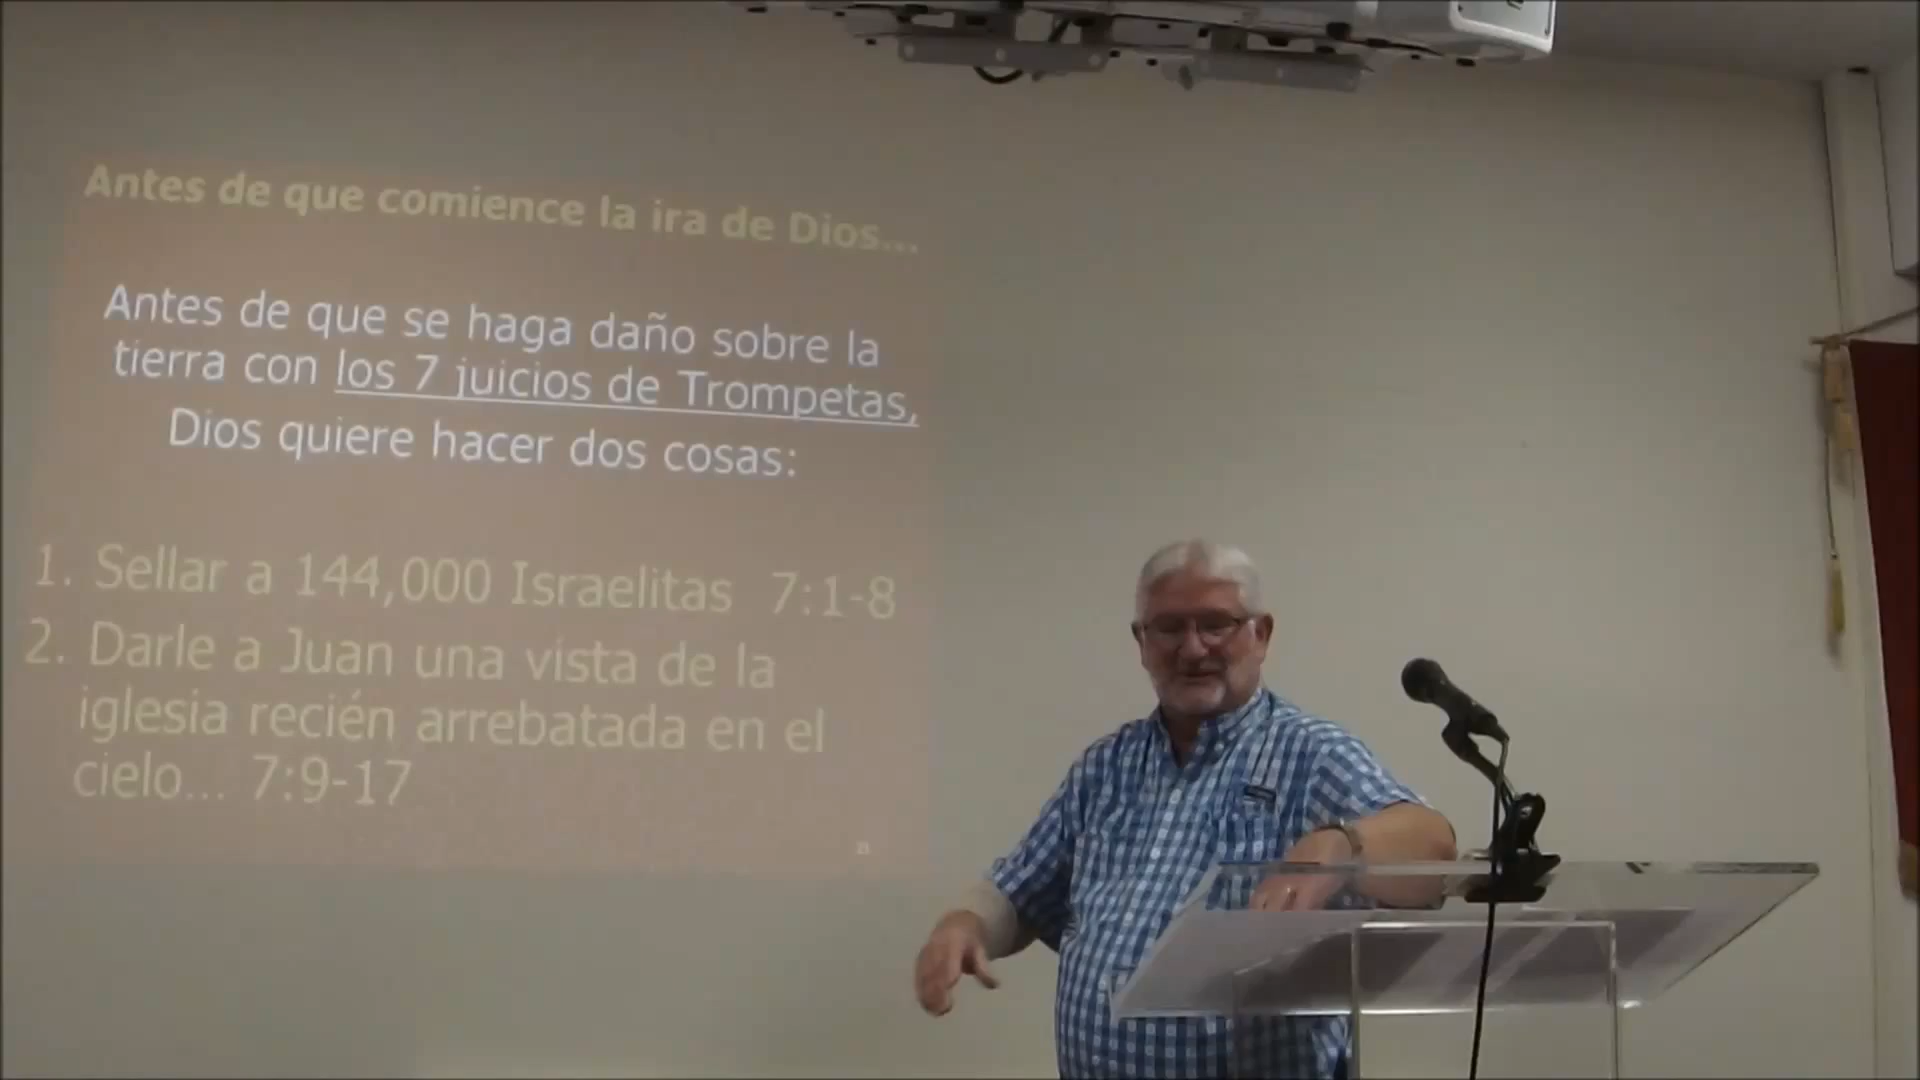 Antes de que comience la ira de Dios...
Antes de que se haga daño sobre la
tierra con los 7 juicios de Trompetas,
Dios quiere hacer dos cosas:
1. Sellar a 144,000 Israelitas 7:1-8
2. Darle a Juan una vista de la
iglesia recién arrebatada en el
cielo... 7:9-17